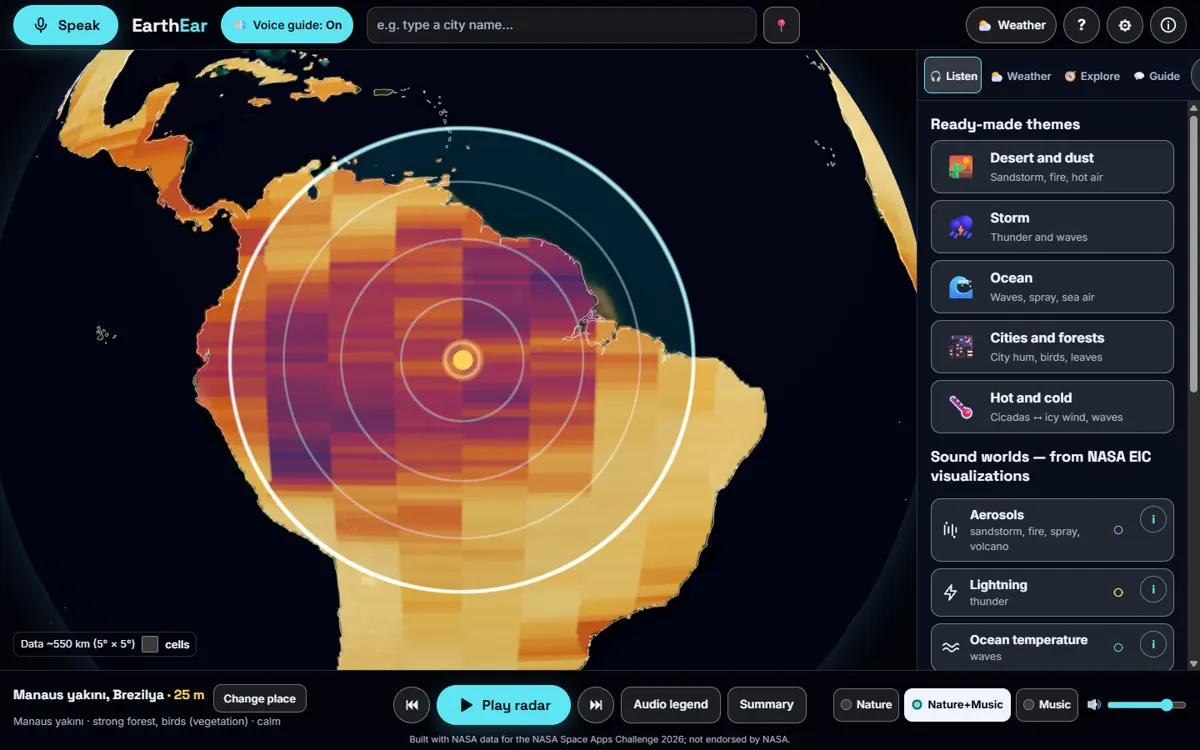 Speak
EarthEar
Voice guide: On
e.g. type a city name...
Weather
?
Listen
Weather
Explore
Guide
Ready-made themes
Desert and dust
Sandstorm, fire, hot air
Storm
Thunder and waves
Ocean
Waves, spray, sea air
Cities and forests
City hum, birds, leaves
Hot and cold
Cicadas ↔ icy wind, waves
Sound worlds — from NASA EIC
visualizations
Aerosols
sandstorm, fire, spray,
volcano
i
Lightning
thunder
i
Ocean temperature
waves
i
Data ~550 km (5° × 5°)
cells
Manaus yakını, Brezilya · 25 m
Change place
Manaus yakını · strong forest, birds (vegetation) · calm
Play radar
Audio legend
Summary
Nature
Nature+Music
Music
Built with NASA data for the NASA Space Apps Challenge 2026; not endorsed by NASA.